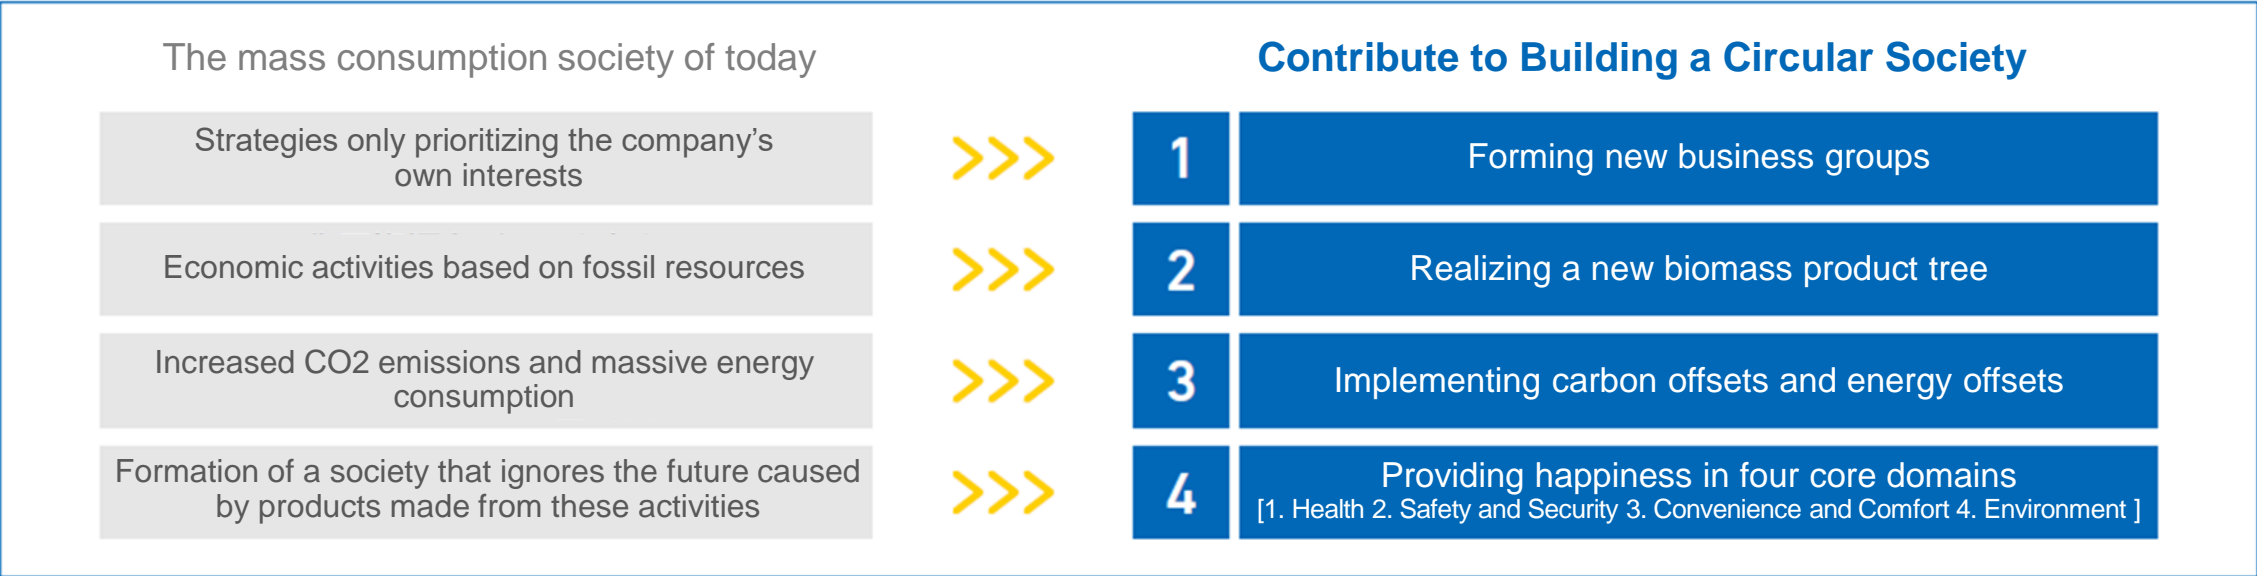 The mass consumption society of today
Contribute to Building a Circular Society
Strategies only prioritizing the company's
own interests
1
Forming new business groups
Economic activities based on fossil resources
2
Realizing a new biomass product tree
Increased CO2 emissions and massive energy
consumption
3
Implementing carbon offsets and energy offsets
Formation of a society that ignores the future caused
by products made from these activities
4
Providing happiness in four core domains
[1. Health 2. Safety and Security 3. Convenience and Comfort 4. Environment ]